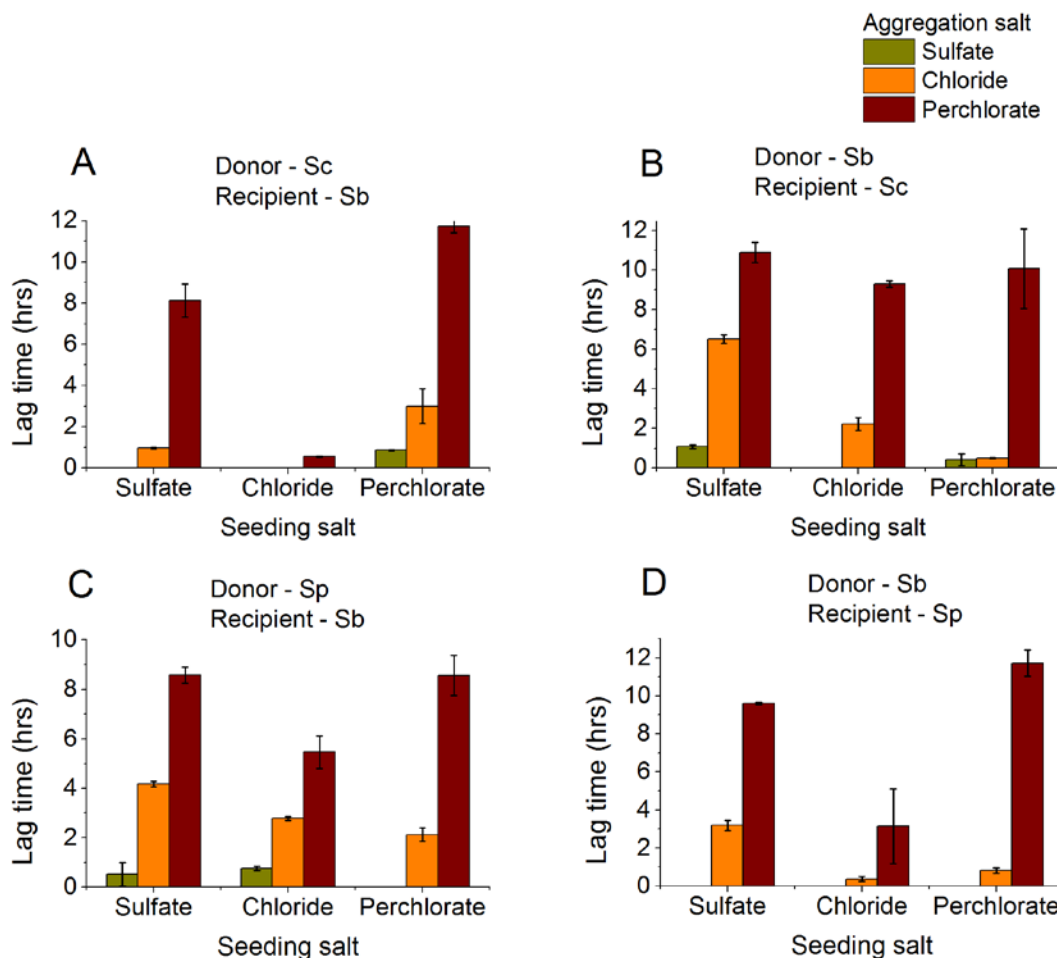 Aggregation salt
Sulfate
Chloride
Perchlorate
A
Donor - Sc
Recipient - Sb
Lag time (hrs)
12
10
8
6
4
2
0
Sulfate Chloride Perchlorate
Seeding salt
B
Donor - Sb
Recipient - Sc
Lag time (hrs)
12
10
8
6
4
2
0
Sulfate Chloride Perchlorate
Seeding salt
C
Donor - Sp
Recipient - Sb
Lag time (hrs)
10
8
6
4
2
0
Sulfate Chloride Perchlorate
Seeding salt
D
Donor - Sb
Recipient - Sp
Lag time (hrs)
12
10
8
6
4
2
0
Sulfate Chloride Perchlorate
Seeding salt